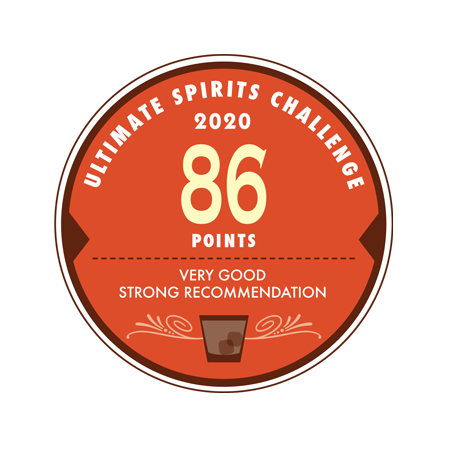 ULTIMATE SPIRITS CHALLENGE
2020
86
POINTS
VERY GOOD
STRONG RECOMMENDATION